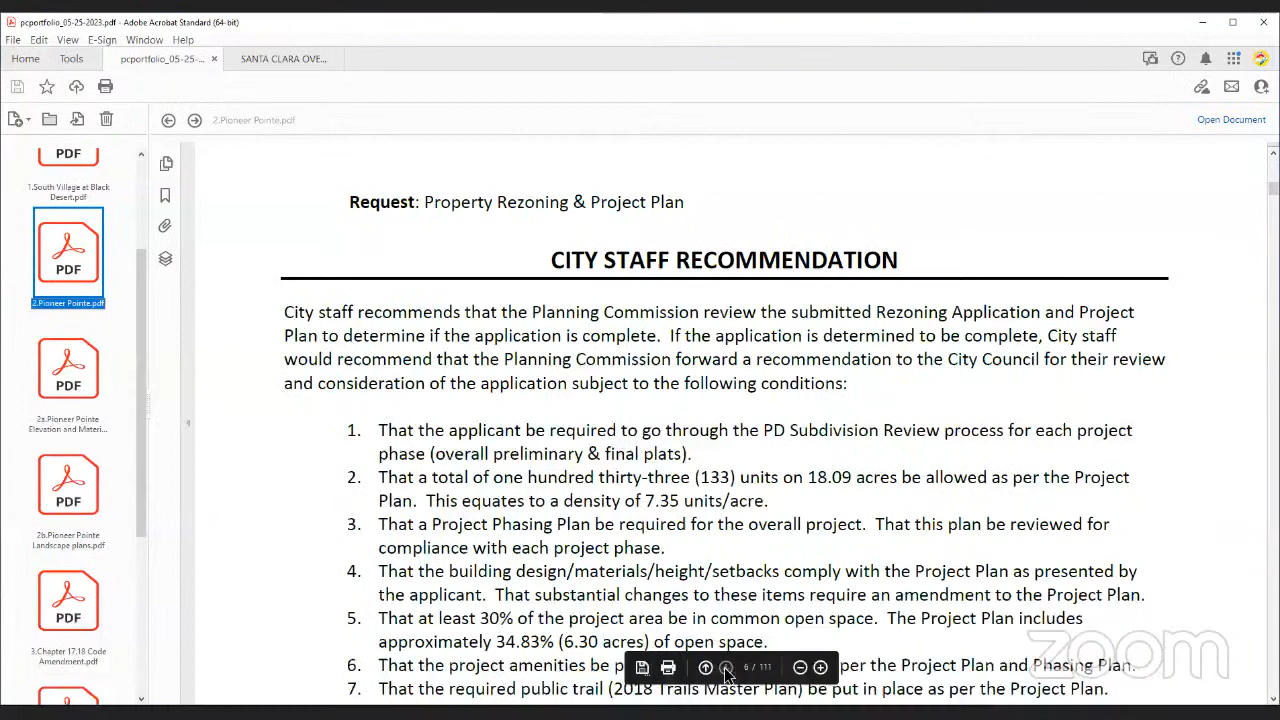 pcportfolio_05-25-2023.pdf - Adobe Acrobat Standard (64-bit)
File Edit View E-Sign Window Help
Home Tools pcportfolio_05-25-... × SANTA CLARA OVE...
2.Pioneer Pointe.pdf Open Document
PDF
1.South Village at Black
Desert.pdf
PDF
2.Pioneer Pointe.pdf
PDF
2a.Pioneer Pointe
Elevation and Materi...
PDF
2b.Pioneer Pointe
Landscape plans.pdf
PDF
3.Chapter 17.18 Code
Amendment.pdf
Request: Property Rezoning & Project Plan
CITY STAFF RECOMMENDATION
City staff recommends that the Planning Commission review the submitted Rezoning Application and Project
Plan to determine if the application is complete. If the application is determined to be complete, City staff
would recommend that the Planning Commission forward a recommendation to the City Council for their review
and consideration of the application subject to the following conditions:
1. That the applicant be required to go through the PD Subdivision Review process for each project
phase (overall preliminary & final plats).
2. That a total of one hundred thirty-three (133) units on 18.09 acres be allowed as per the Project
Plan. This equates to a density of 7.35 units/acre.
3. That a Project Phasing Plan be required for the overall project. That this plan be reviewed for
compliance with each project phase.
4. That the building design/materials/height/setbacks comply with the Project Plan as presented by
the applicant. That substantial changes to these items require an amendment to the Project Plan.
5. That at least 30% of the project area be in common open space. The Project Plan includes
approximately 34.83% (6.30 acres) of open space.
6. That the project amenities be p per the Project Plan and Phasing Plan.
7. That the required public trail (2018 Trails Master Plan) be put in place as per the Project Plan.
6 / 111
zoom